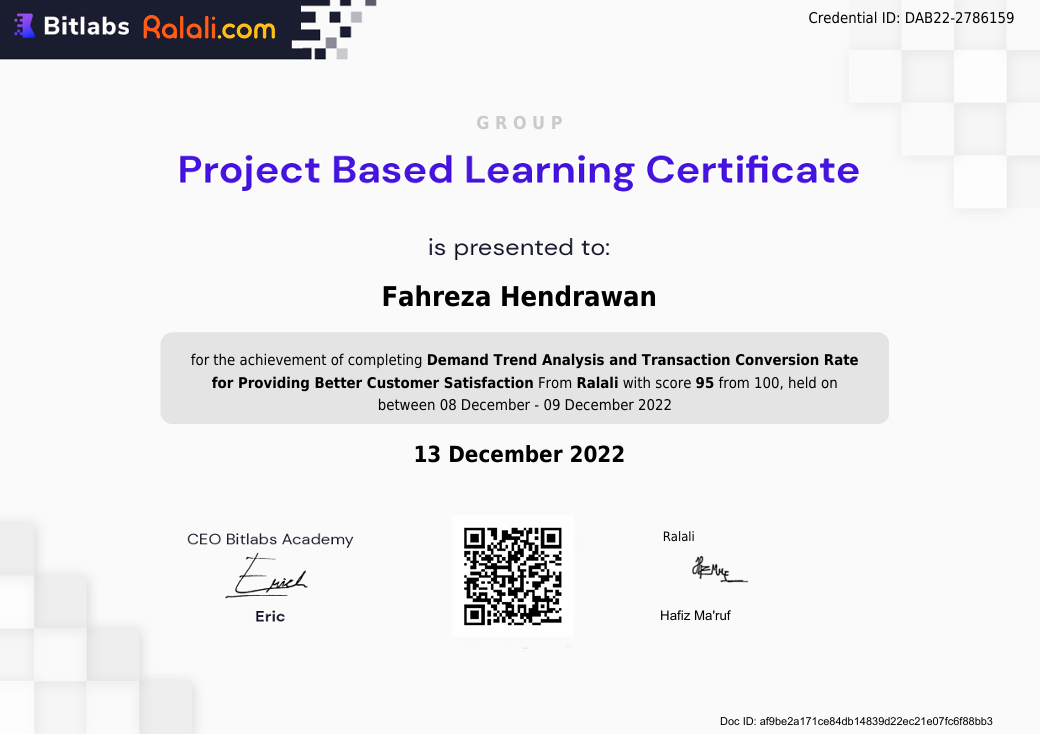 Bitlabs Ralali.com
Credential ID: DAB22-2786159
GROUP
Project Based Learning Certificate
is presented to:
Fahreza Hendrawan
for the achievement of completing Demand Trend Analysis and Transaction Conversion Rate
for Providing Better Customer Satisfaction From Ralali with score 95 from 100, held on
between 08 December - 09 December 2022
13 December 2022
CEO Bitlabs Academy
Erich
Eric
Ralali
Hafiz Ma'ruf
Doc ID: af9be2a171ce84db14839d22ec21e07fc6f88bb3